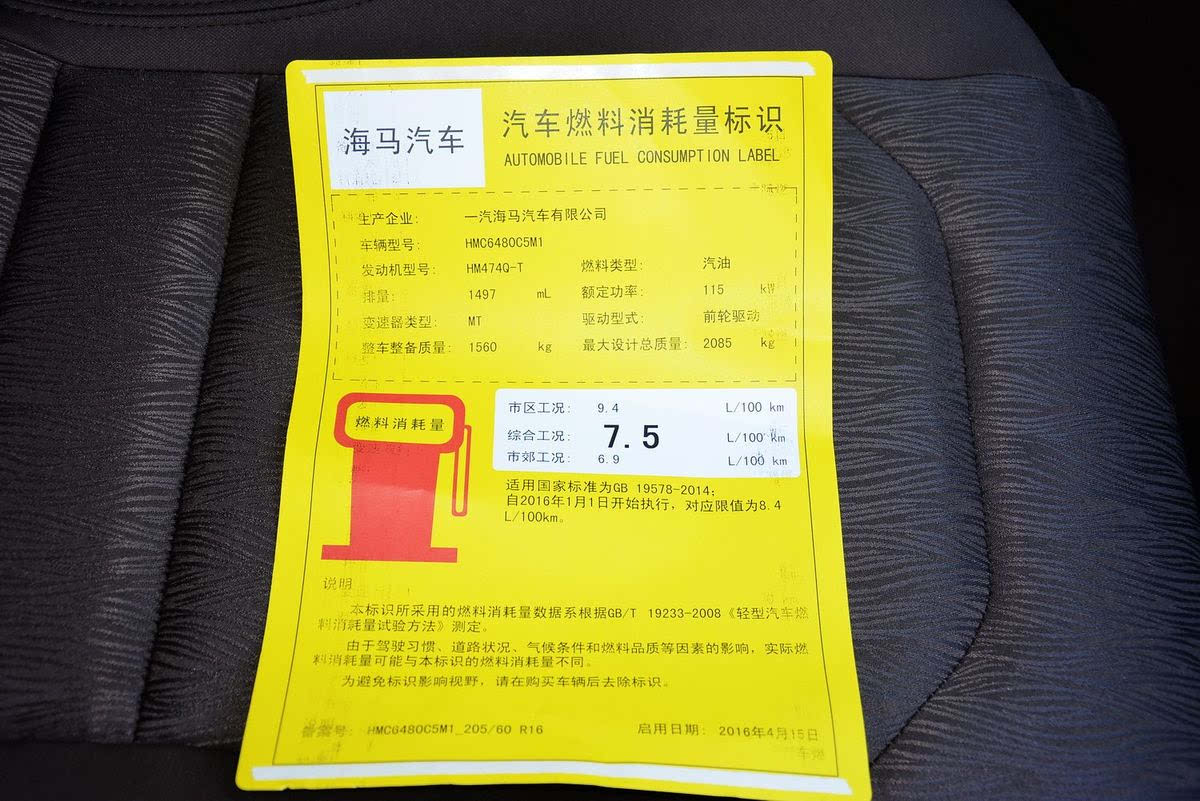 海马汽车
汽车燃料消耗量标识
AUTOMOBILE FUEL CONSUMPTION LABEL
生产企业: 一汽海马汽车有限公司
车辆型号: HMC6480C5M1
发动机型号: HM474Q-T 燃料类型: 汽油
排量: 1497 mL 额定功率: 115 kW
变速器类型: MT 驱动型式: 前轮驱动
整车整备质量: 1560 kg 最大设计总质量: 2085 kg
燃料消耗量
市区工况: 9.4 L/100 km
综合工况: 7.5 L/100 km
市郊工况: 6.9 L/100 km
适用国家标准为GB 19578-2014;
自2016年1月1日开始执行，对应限值为8.4
L/100km。
说明
本标识所采用的燃料消耗量数据系根据GB/T 19233-2008《轻型汽车燃
料消耗量试验方法》测定。
由于驾驶习惯、道路状况、气候条件和燃料品质等因素的影响，实际燃
料消耗量可能与本标识的燃料消耗量不同。
为避免标识影响视野，请在购买车辆后去除标识。
备案号: HMC6480C5M1_205/60 R16 启用日期: 2016年4月15日